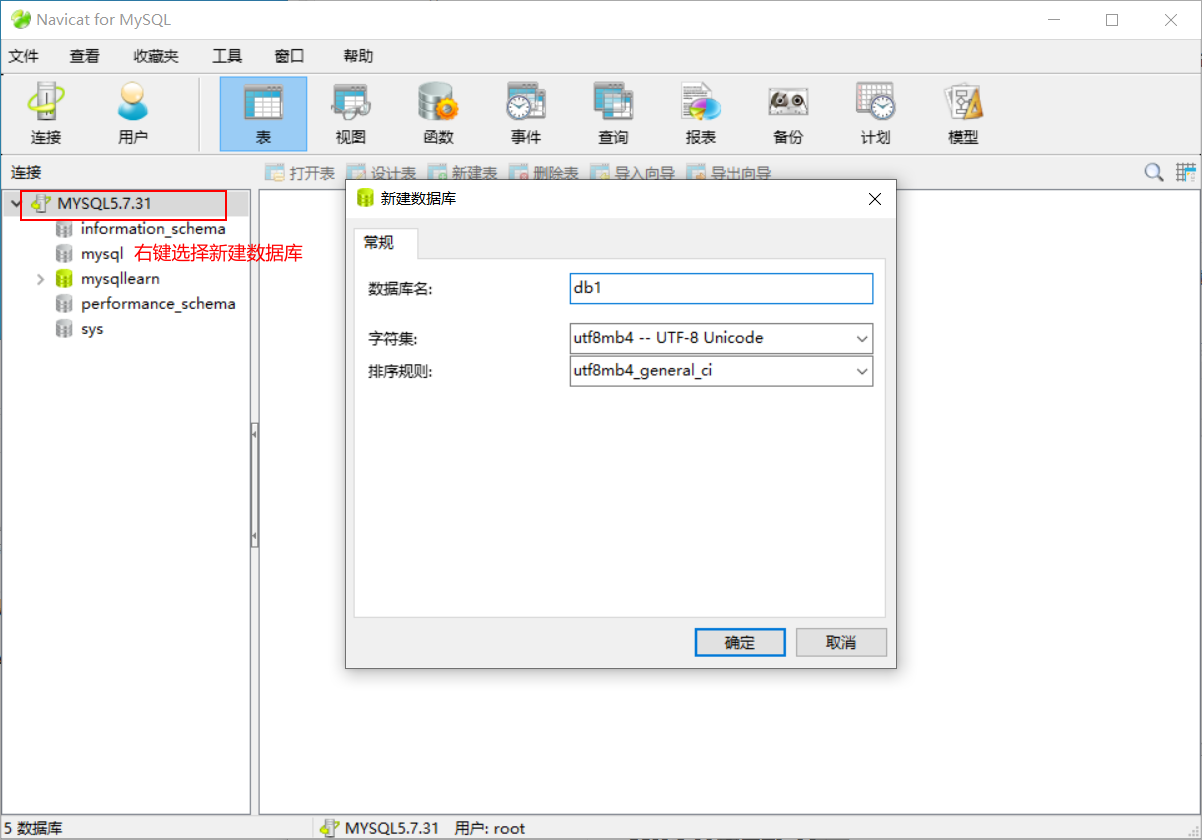 Navicat for MySQL
文件 查看 收藏夹 工具 窗口 帮助
连接 用户 表 视图 函数 事件 查询 报表 备份 计划 模型
连接
打开表 设计表 新建表 删除表 导入向导 导出向导
MYSQL5.7.31
information_schema
mysql 右键选择新建数据库
mysqllearn
performance_schema
sys
新建数据库
常规
数据库名: db1
字符集: utf8mb4 -- UTF-8 Unicode
排序规则: utf8mb4_general_ci
确定 取消
5 数据库 MYSQL5.7.31 用户: root